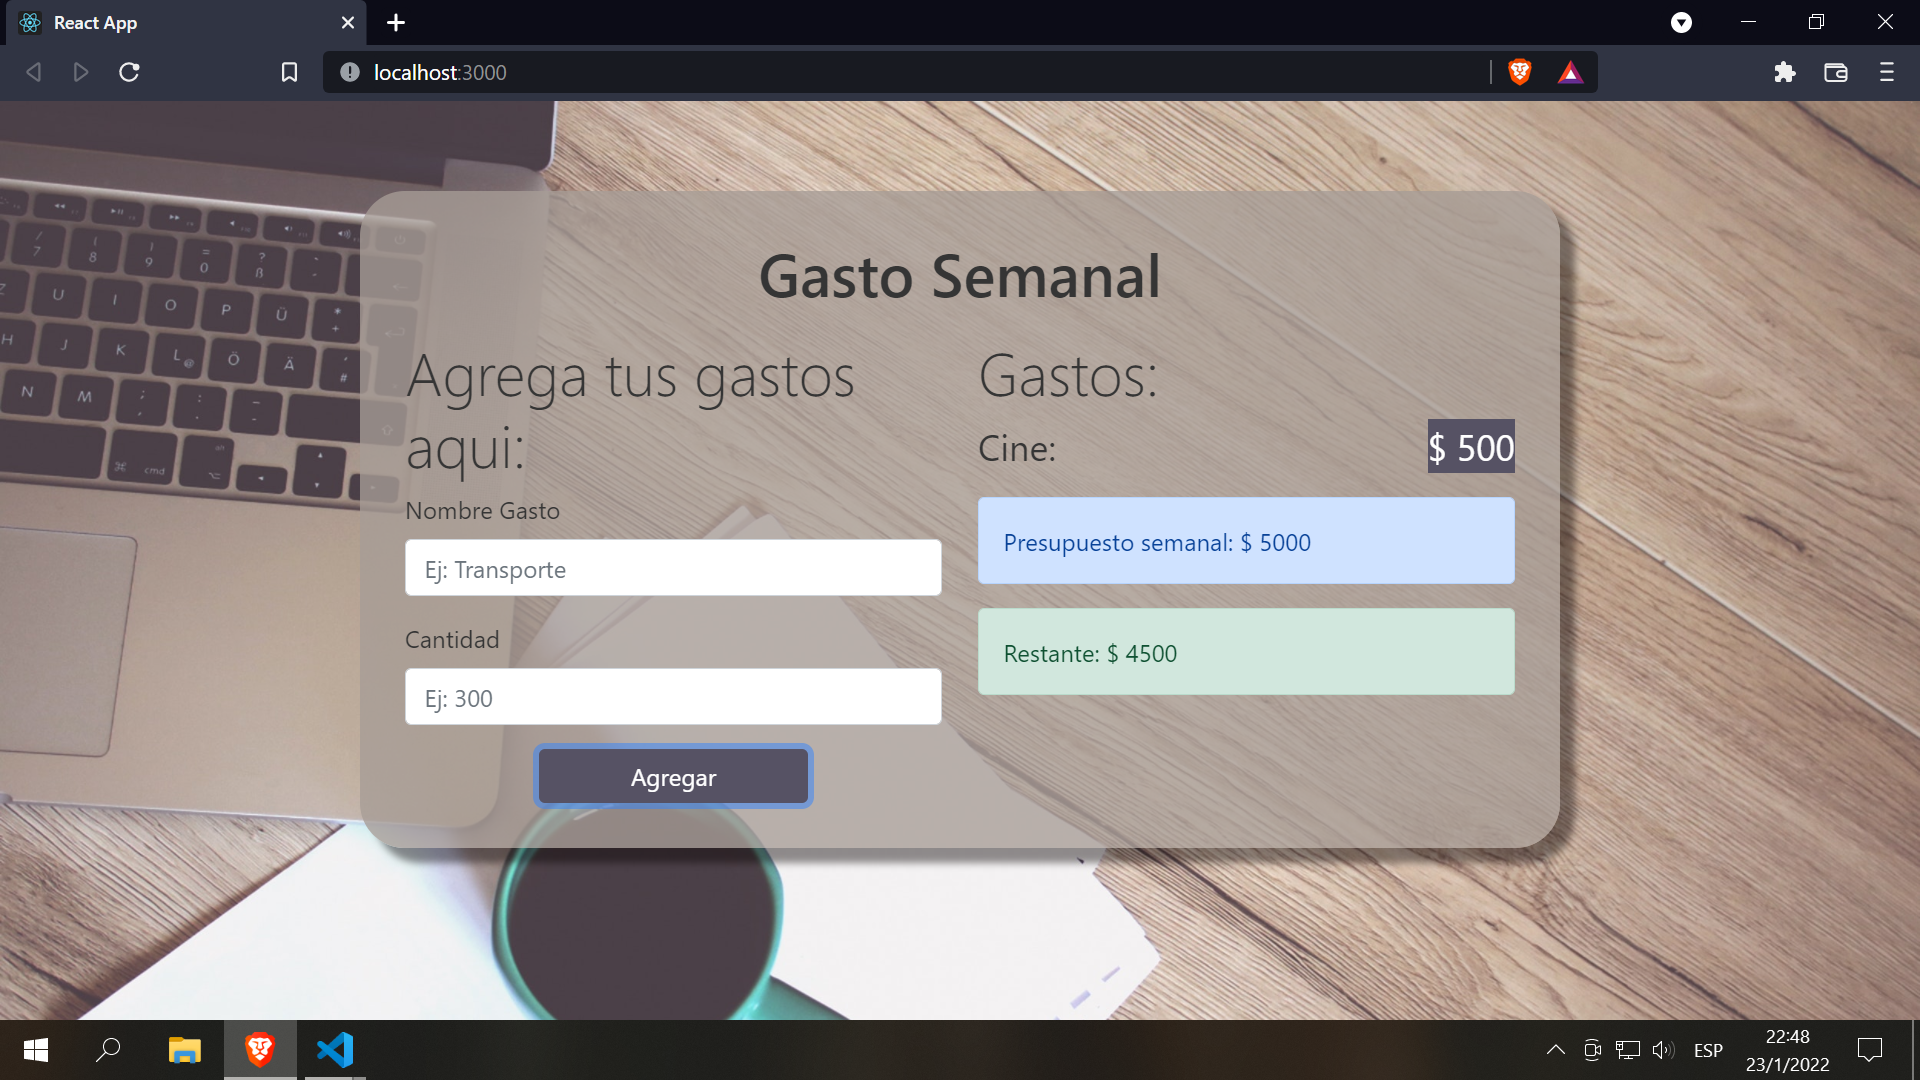 React App
localhost:3000
Gasto Semanal
Agrega tus gastos
aqui:
Nombre Gasto
Ej: Transporte
Cantidad
Ej: 300
Agregar
Gastos:
Cine:
$ 500
Presupuesto semanal: $ 5000
Restante: $ 4500
ESP
22:48
23/1/2022